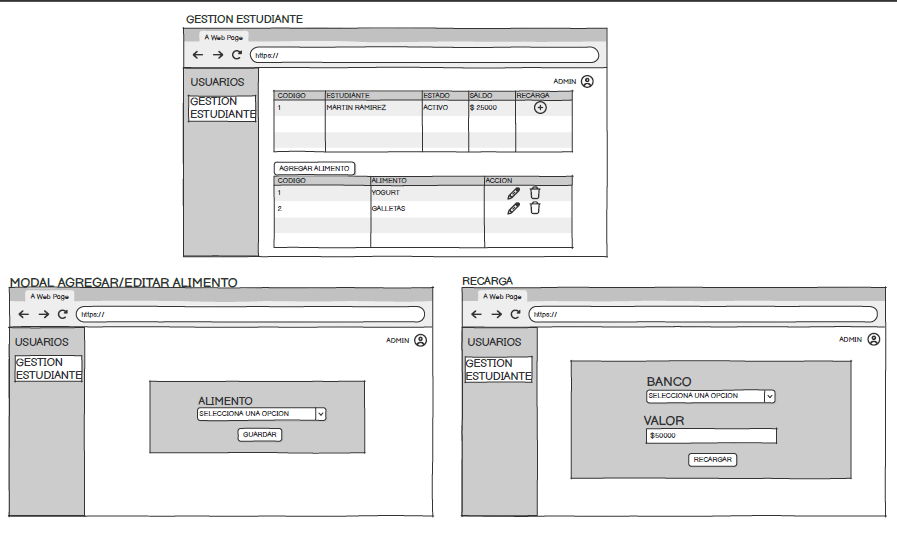 GESTION ESTUDIANTE
A Web Page
https://
USUARIOS
ADMIN
GESTION
ESTUDIANTE
CODIGO ESTUDIANTE ESTADO SALDO RECARGA
1 MARTIN RAMIREZ ACTIVO $ 25000
AGREGAR ALIMENTO
CODIGO ALIMENTO ACCION
1 YOGURT
2 GALLETAS
MODAL AGREGAR/EDITAR ALIMENTO
A Web Page
https://
USUARIOS
ADMIN
GESTION
ESTUDIANTE
ALIMENTO
SELECCIONA UNA OPCION
GUARDAR
RECARGA
A Web Page
https://
USUARIOS
ADMIN
GESTION
ESTUDIANTE
BANCO
SELECCIONA UNA OPCION
VALOR
$50000
RECARGAR